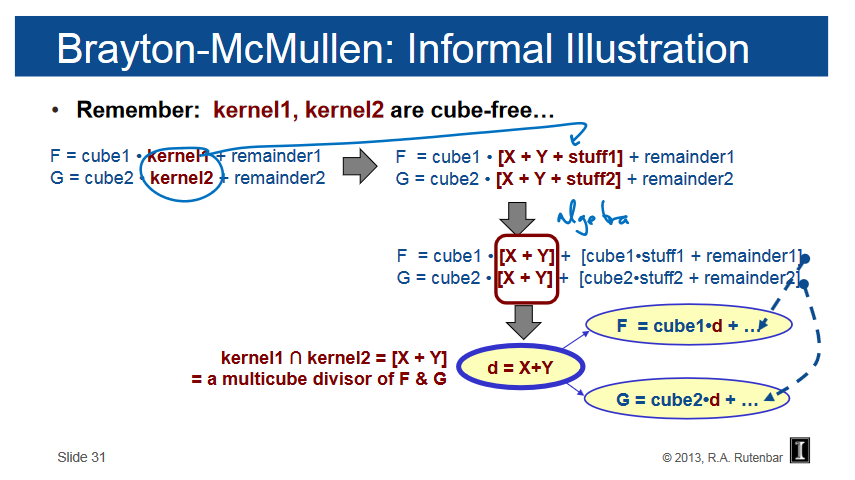 Brayton-McMullen: Informal Illustration
• Remember: kernel1, kernel2 are cube-free…
F = cube1 • kernel1 + remainder1
G = cube2 • kernel2 + remainder2
F = cube1 • [X + Y + stuff1] + remainder1
G = cube2 • [X + Y + stuff2] + remainder2
algebra
F = cube1 • [X + Y] + [cube1•stuff1 + remainder1]
G = cube2 • [X + Y] + [cube2•stuff2 + remainder2]
F = cube1•d + …
kernel1 ∩ kernel2 = [X + Y]
= a multicube divisor of F & G
d = X+Y
G = cube2•d + …
Slide 31
© 2013, R.A. Rutenbar
I